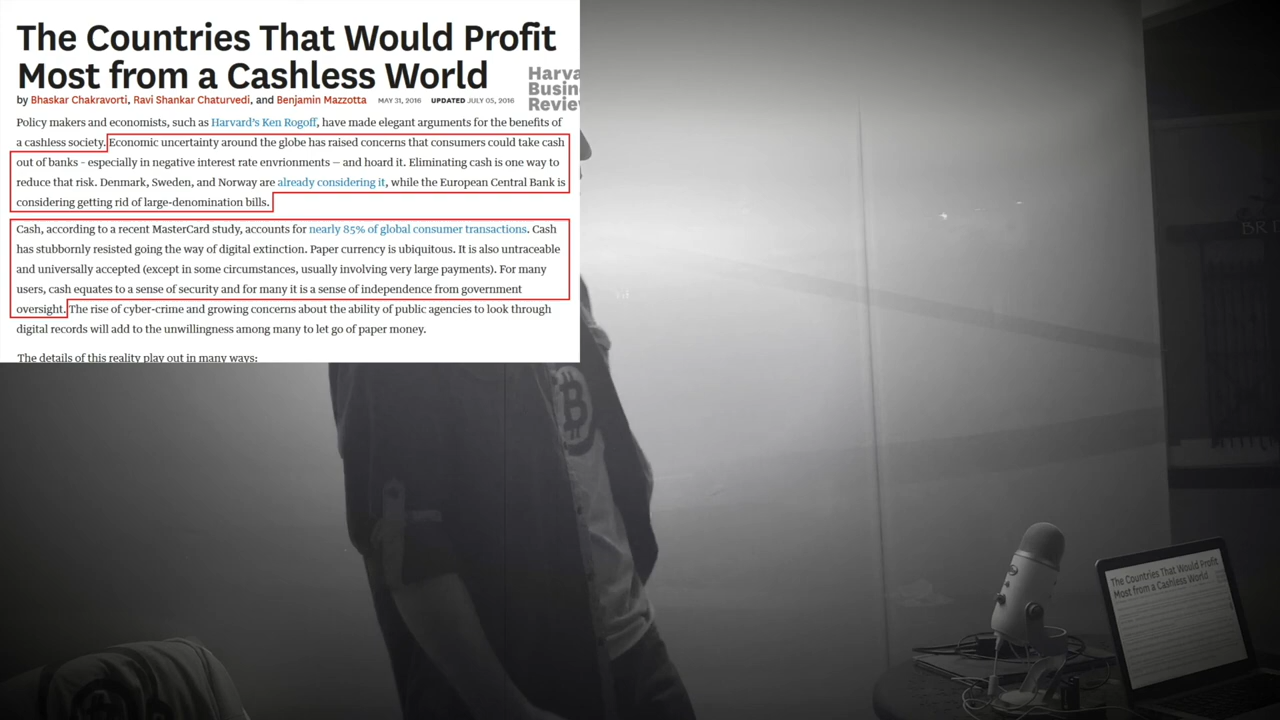 The Countries That Would Profit
Most from a Cashless World
Harva
Busin
Review
by Bhaskar Chakravorti, Ravi Shankar Chaturvedi, and Benjamin Mazzotta MAY 31, 2016 UPDATED JULY 05, 2016
Policy makers and economists, such as Harvard's Ken Rogoff, have made elegant arguments for the benefits of
a cashless society. Economic uncertainty around the globe has raised concerns that consumers could take cash
out of banks – especially in negative interest rate envrionments — and hoard it. Eliminating cash is one way to
reduce that risk. Denmark, Sweden, and Norway are already considering it, while the European Central Bank is
considering getting rid of large-denomination bills.
Cash, according to a recent MasterCard study, accounts for nearly 85% of global consumer transactions. Cash
has stubbornly resisted going the way of digital extinction. Paper currency is ubiquitous. It is also untraceable
and universally accepted (except in some circumstances, usually involving very large payments). For many
users, cash equates to a sense of security and for many it is a sense of independence from government
oversight. The rise of cyber-crime and growing concerns about the ability of public agencies to look through
digital records will add to the unwillingness among many to let go of paper money.
The details of this reality play out in many ways:
BR
The Countries That Would Profit
Most from a Cashless World